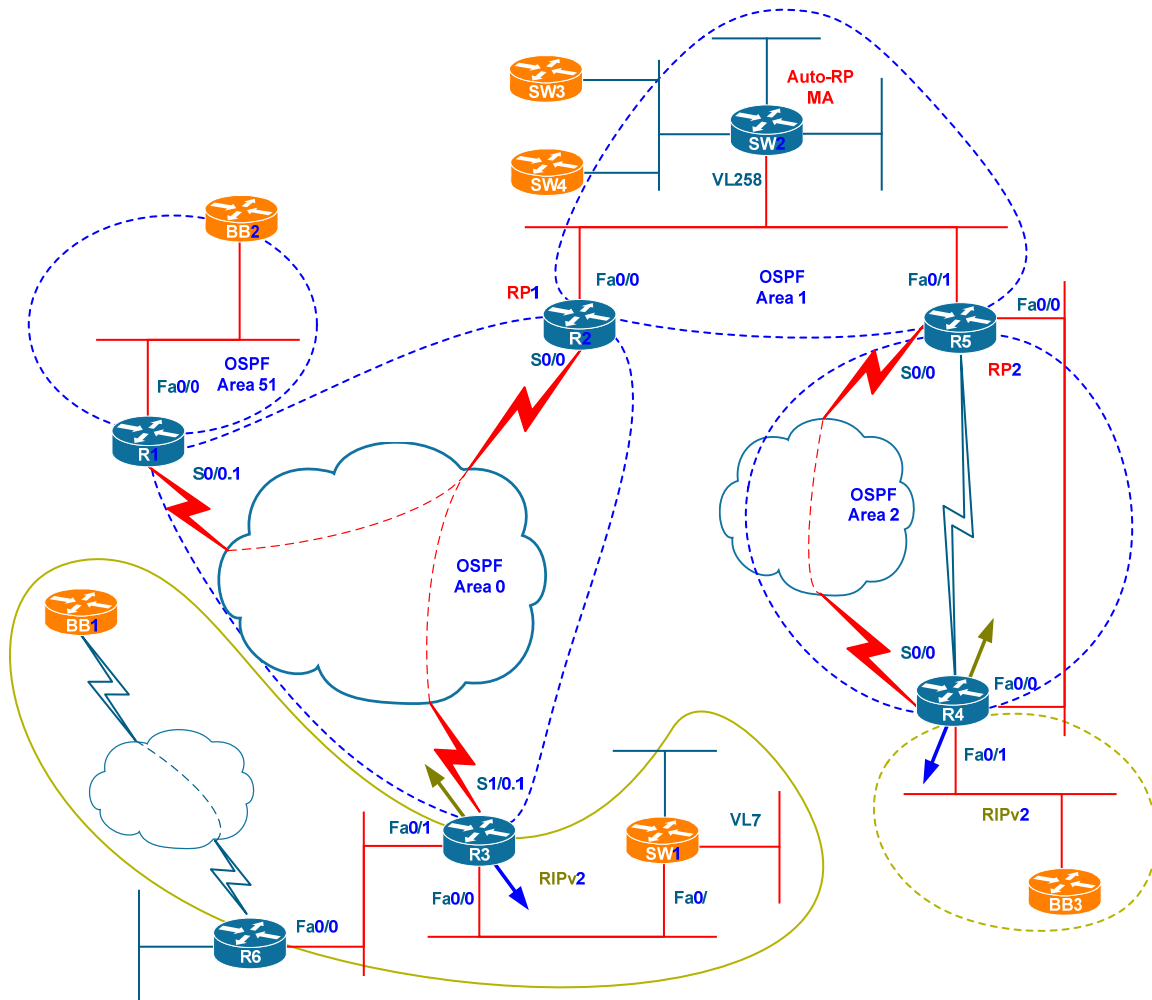 SW3
Auto-RP
MA
SW2
SW4
VL258
BB2
Fa0/0
OSPF
Area 1
Fa0/1
Fa0/0
RP1
R2
R5
S0/0
S0/0
RP2
OSPF
Area 51
Fa0/0
R1
S0/0.1
OSPF
Area 2
OSPF
Area 0
BB1
S0/0
Fa0/0
R4
Fa0/1
S1/0.1
Fa0/1
R3
VL7
SW1
RIPv2
RIPv2
Fa0/0
Fa0/
BB3
Fa0/0
R6